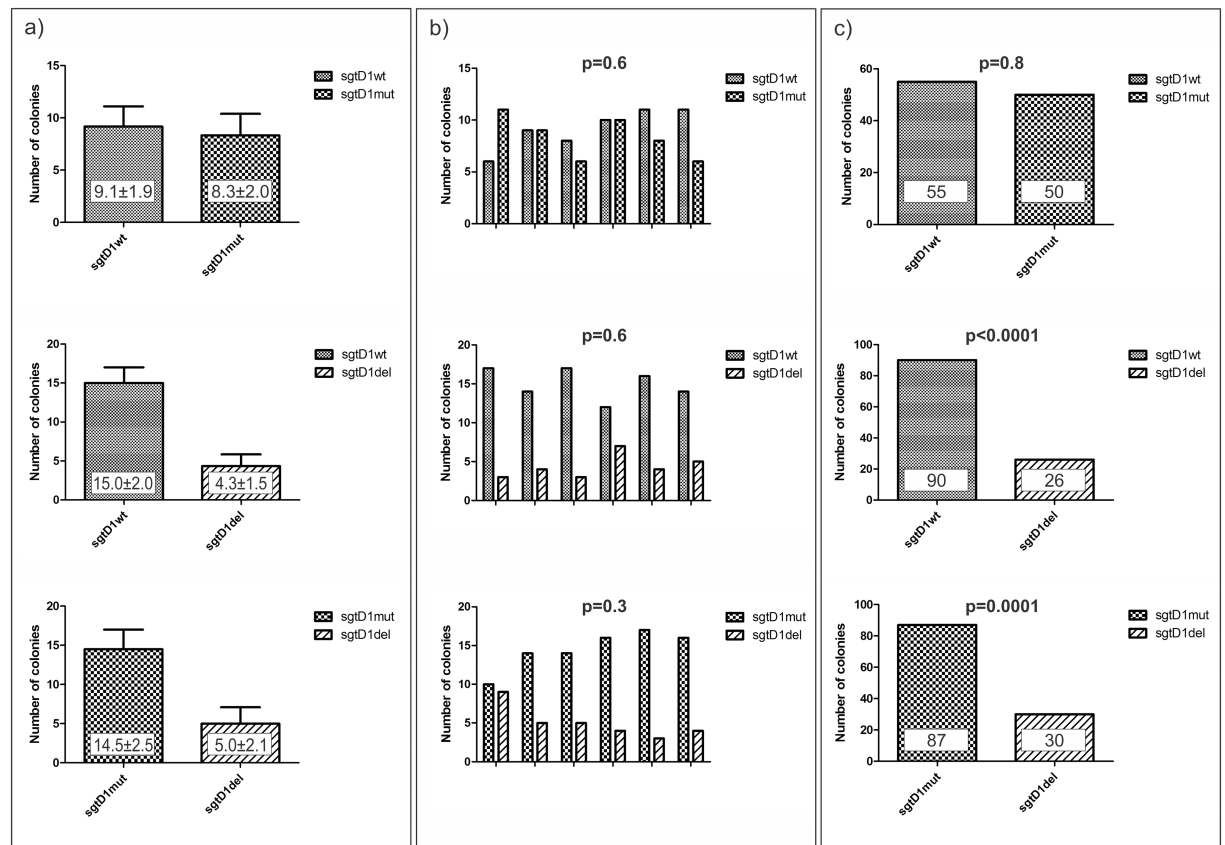 a)
Number of colonies
15
10
5
0
9.1±1.9
8.3±2.0
sgtD1wt
sgtD1mut
sgtD1wt
sgtD1mut
Number of colonies
20
15
10
5
0
15.0±2.0
4.3±1.5
sgtD1wt
sgtD1del
sgtD1wt
sgtD1del
Number of colonies
20
15
10
5
0
14.5±2.5
5.0±2.1
sgtD1mut
sgtD1del
sgtD1mut
sgtD1del
b)
p=0.6
Number of colonies
15
10
5
0
sgtD1wt
sgtD1mut
p=0.6
Number of colonies
20
15
10
5
0
sgtD1wt
sgtD1del
p=0.3
Number of colonies
20
15
10
5
0
sgtD1mut
sgtD1del
c)
p=0.8
Number of colonies
60
40
20
0
55
50
sgtD1wt
sgtD1mut
sgtD1wt
sgtD1mut
p<0.0001
Number of colonies
100
80
60
40
20
0
90
26
sgtD1wt
sgtD1del
sgtD1wt
sgtD1del
p=0.0001
Number of colonies
100
80
60
40
20
0
87
30
sgtD1mut
sgtD1del
sgtD1mut
sgtD1del